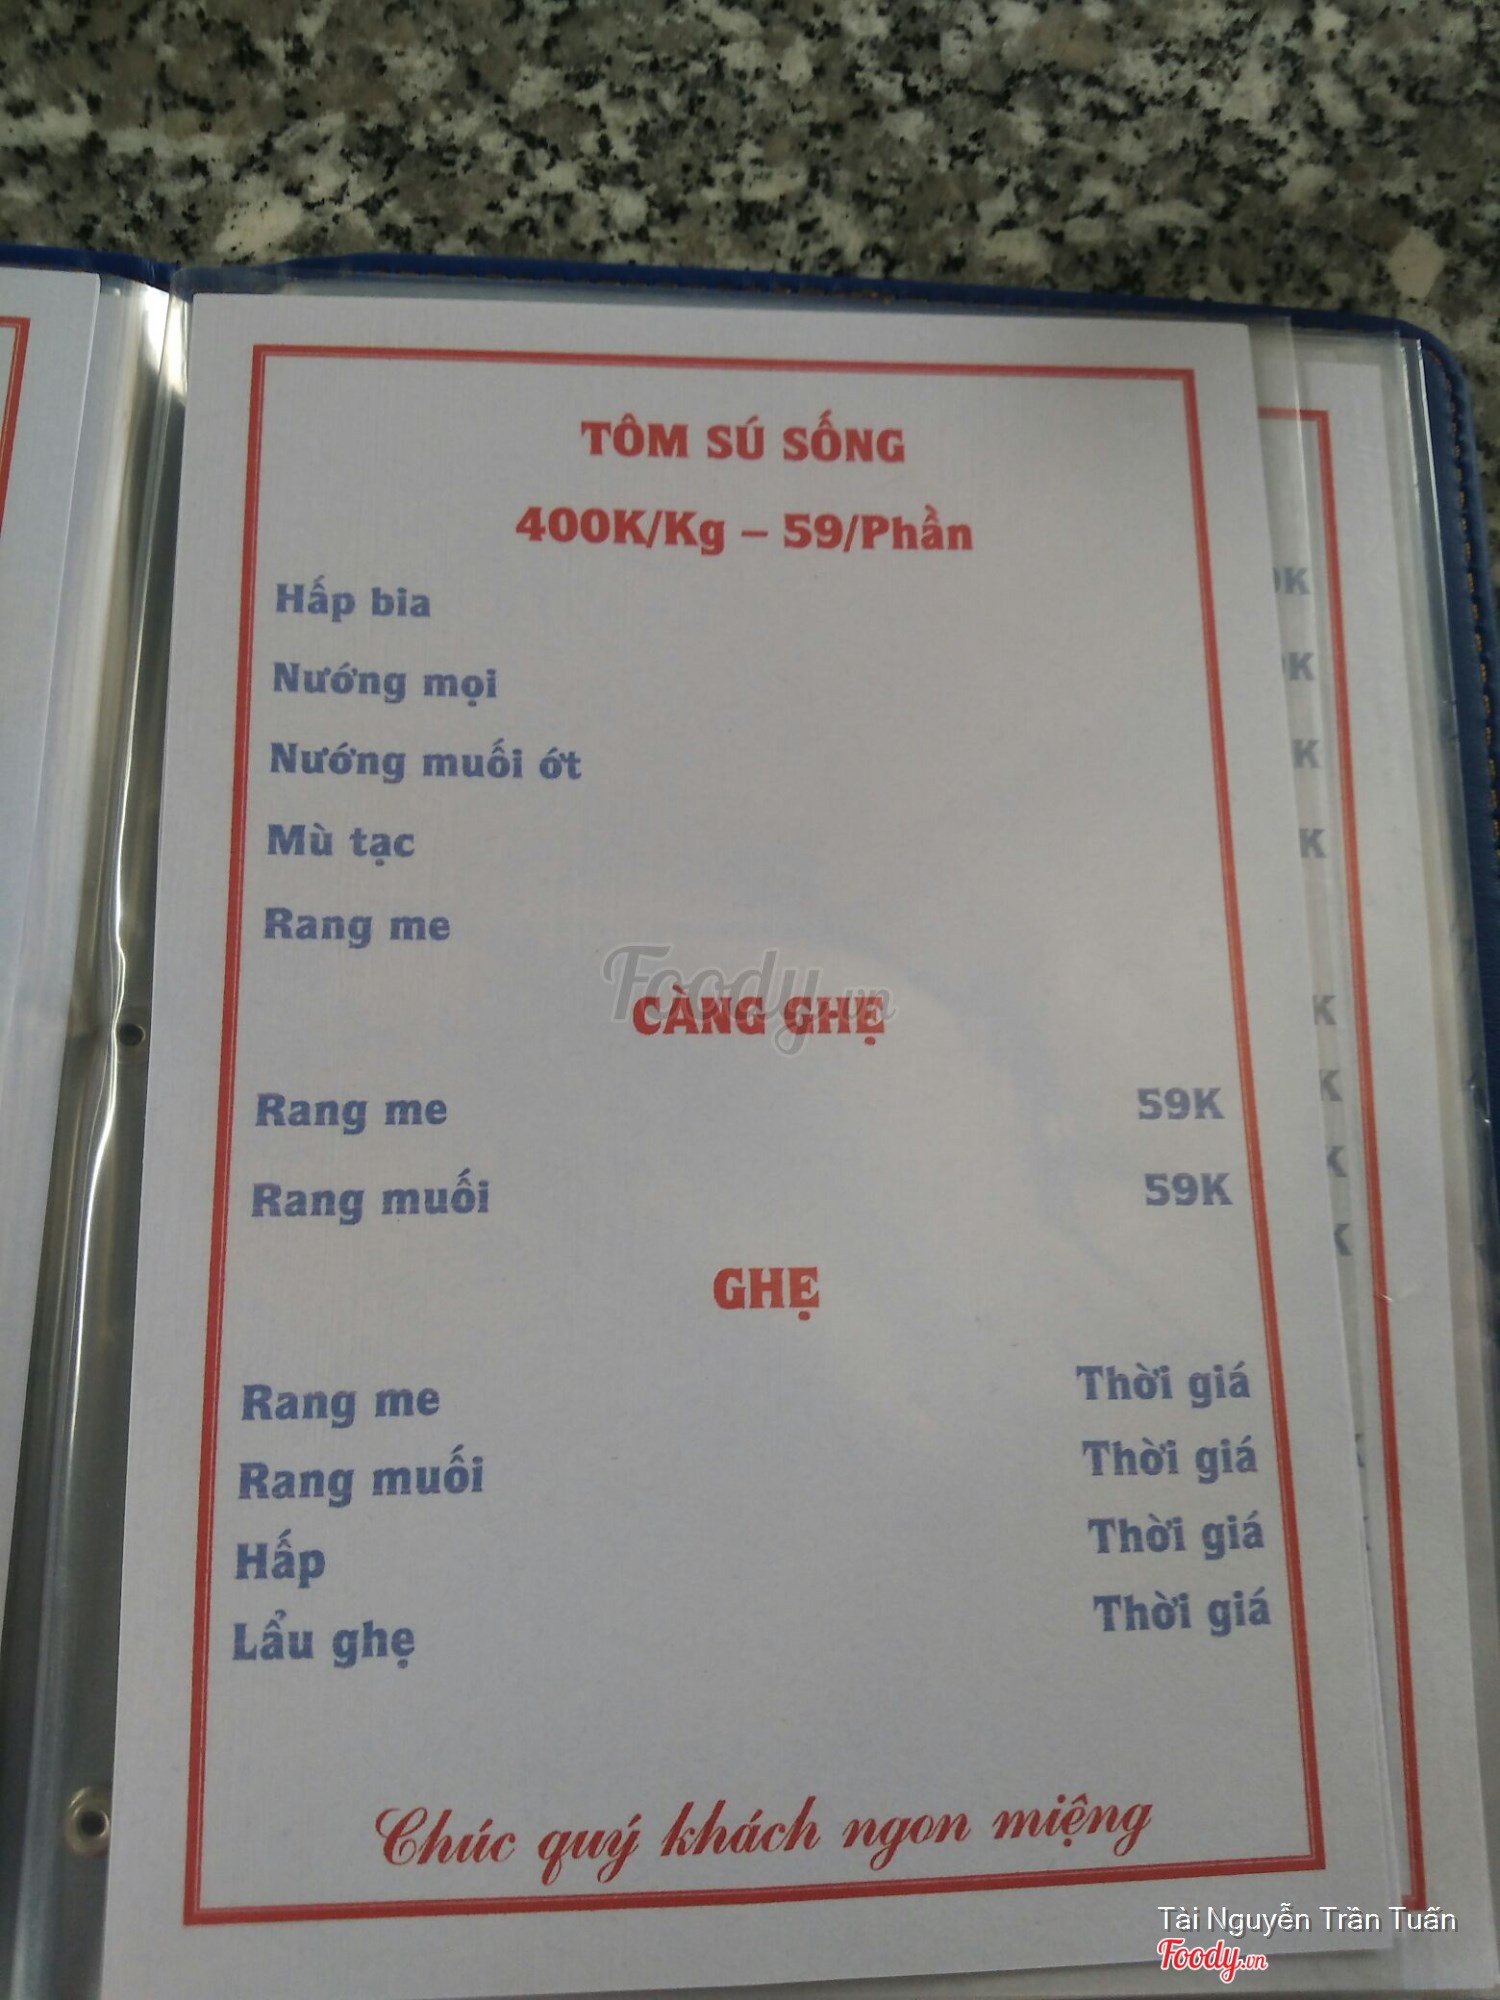 TÔM SÚ SỐNG
400K/Kg – 59/Phần
Hấp bia
Nướng mọi
Nướng muối ớt
Mù tạc
Rang me
Foody.vn
CÀNG GHẸ
Rang me 59K
Rang muối 59K
GHẸ
Rang me Thời giá
Rang muối Thời giá
Hấp Thời giá
Lẩu ghẹ Thời giá
Chúc quý khách ngon miệng
Tài Nguyễn Trần Tuấn
Foody.vn